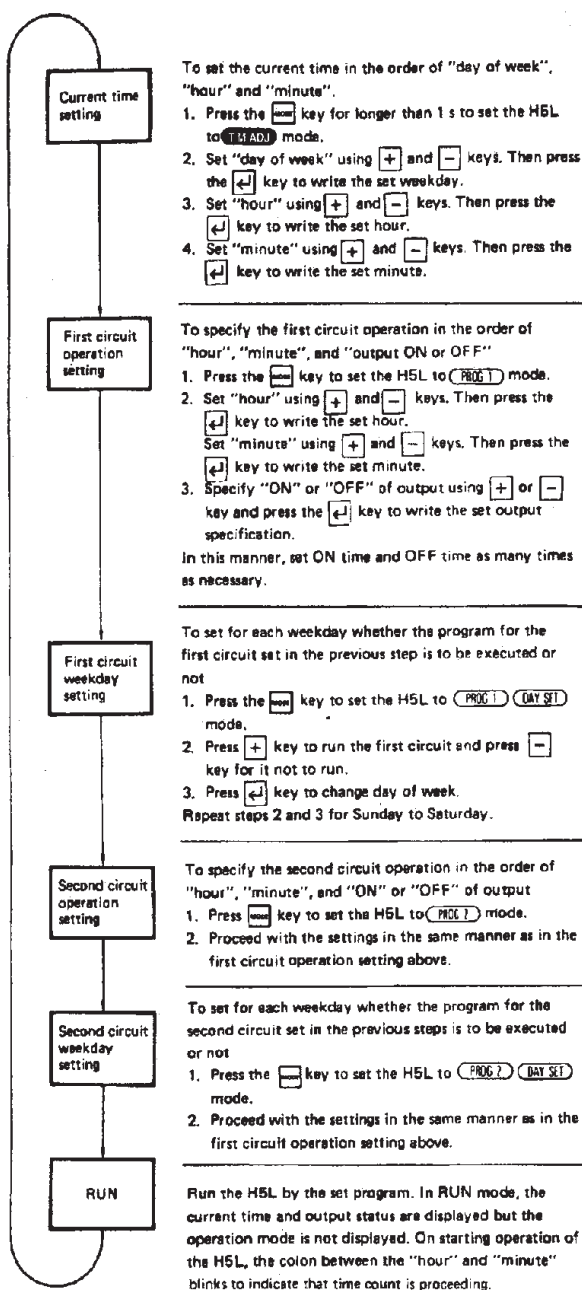 Current time
setting
To set the current time in the order of "day of week",
"hour" and "minute".
1. Press the MODE key for longer than 1 s to set the H5L
to TM ADJ mode.
2. Set "day of week" using + and − keys. Then press
the ↵ key to write the set weekday.
3. Set "hour" using + and − keys. Then press the
↵ key to write the set hour.
4. Set "minute" using + and − keys. Then press the
↵ key to write the set minute.
First circuit
operation
setting
To specify the first circuit operation in the order of
"hour", "minute", and "output ON or OFF"
1. Press the MODE key to set the H5L to PROG 1 mode.
2. Set "hour" using + and − keys. Then press the
↵ key to write the set hour.
Set "minute" using + and − keys. Then press the
↵ key to write the set minute.
3. Specify "ON" or "OFF" of output using + or −
key and press the ↵ key to write the set output
specification.
In this manner, set ON time and OFF time as many times
as necessary.
First circuit
weekday
setting
To set for each weekday whether the program for the
first circuit set in the previous step is to be executed or
not
1. Press the MODE key to set the H5L to PROG 1 DAY SET
mode.
2. Press + key to run the first circuit and press −
key for it not to run.
3. Press ↵ key to change day of week.
Repeat steps 2 and 3 for Sunday to Saturday.
Second circuit
operation
setting
To specify the second circuit operation in the order of
"hour", "minute", and "ON" or "OFF" of output
1. Press MODE key to set the H5L to PROG 2 mode.
2. Proceed with the settings in the same manner as in the
first circuit operation setting above.
Second circuit
weekday
setting
To set for each weekday whether the program for the
second circuit set in the previous steps is to be executed
or not
1. Press the MODE key to set the H5L to PROG 2 DAY SET
mode.
2. Proceed with the settings in the same manner as in the
first circuit operation setting above.
RUN
Run the H5L by the set program. In RUN mode, the
current time and output status are displayed but the
operation mode is not displayed. On starting operation of
the H5L, the colon between the "hour" and "minute"
blinks to indicate that time count is proceeding.